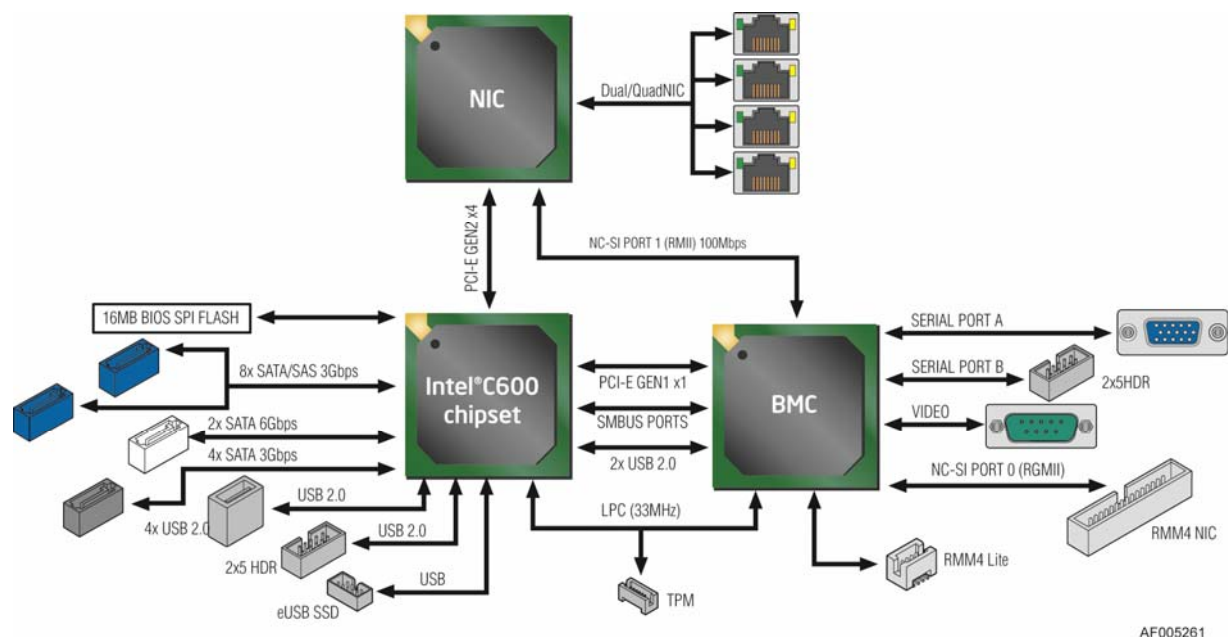 NIC
Dual/QuadNIC
PCI-E GEN2 x4
NC-SI PORT 1 (RMII) 100Mbps
16MB BIOS SPI FLASH
8x SATA/SAS 3Gbps
2x SATA 6Gbps
4x SATA 3Gbps
4x USB 2.0
USB 2.0
2x5 HDR
USB 2.0
eUSB SSD
USB
Intel®C600
chipset
PCI-E GEN1 x1
SMBUS PORTS
2x USB 2.0
LPC (33MHz)
TPM
BMC
SERIAL PORT A
SERIAL PORT B
2x5HDR
VIDEO
NC-SI PORT 0 (RGMII)
RMM4 NIC
RMM4 Lite
AF005261